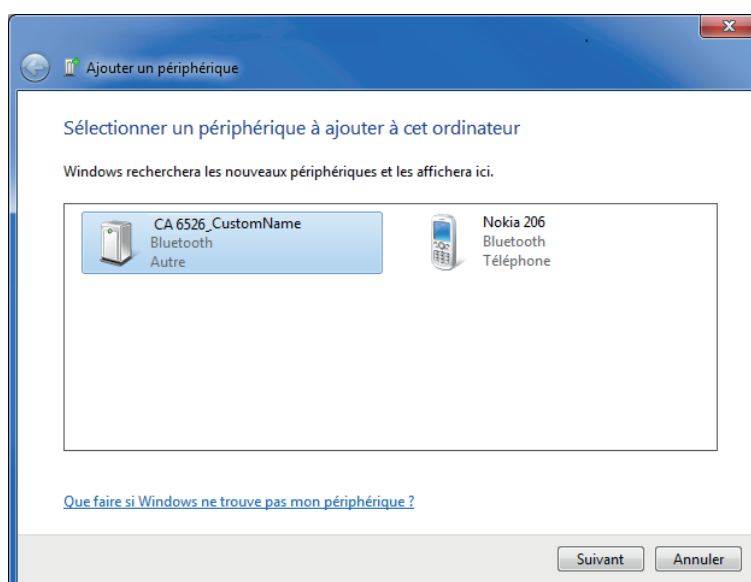 Ajouter un périphérique
Sélectionner un périphérique à ajouter à cet ordinateur
Windows recherchera les nouveaux périphériques et les affichera ici.
CA 6526_CustomName
Bluetooth
Autre
Nokia 206
Bluetooth
Téléphone
Que faire si Windows ne trouve pas mon périphérique ?
Suivant
Annuler